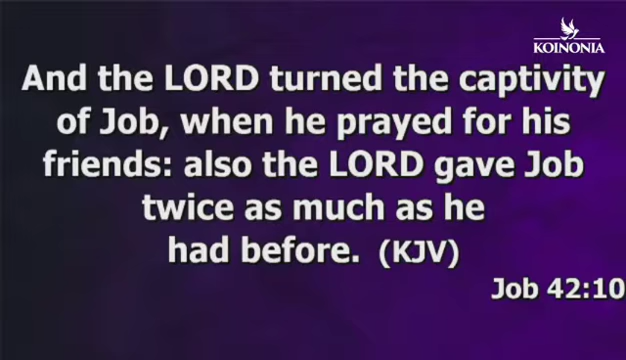 KOINONIA
And the LORD turned the captivity
of Job, when he prayed for his
friends: also the LORD gave Job
twice as much as he
had before. (KJV)
Job 42:10